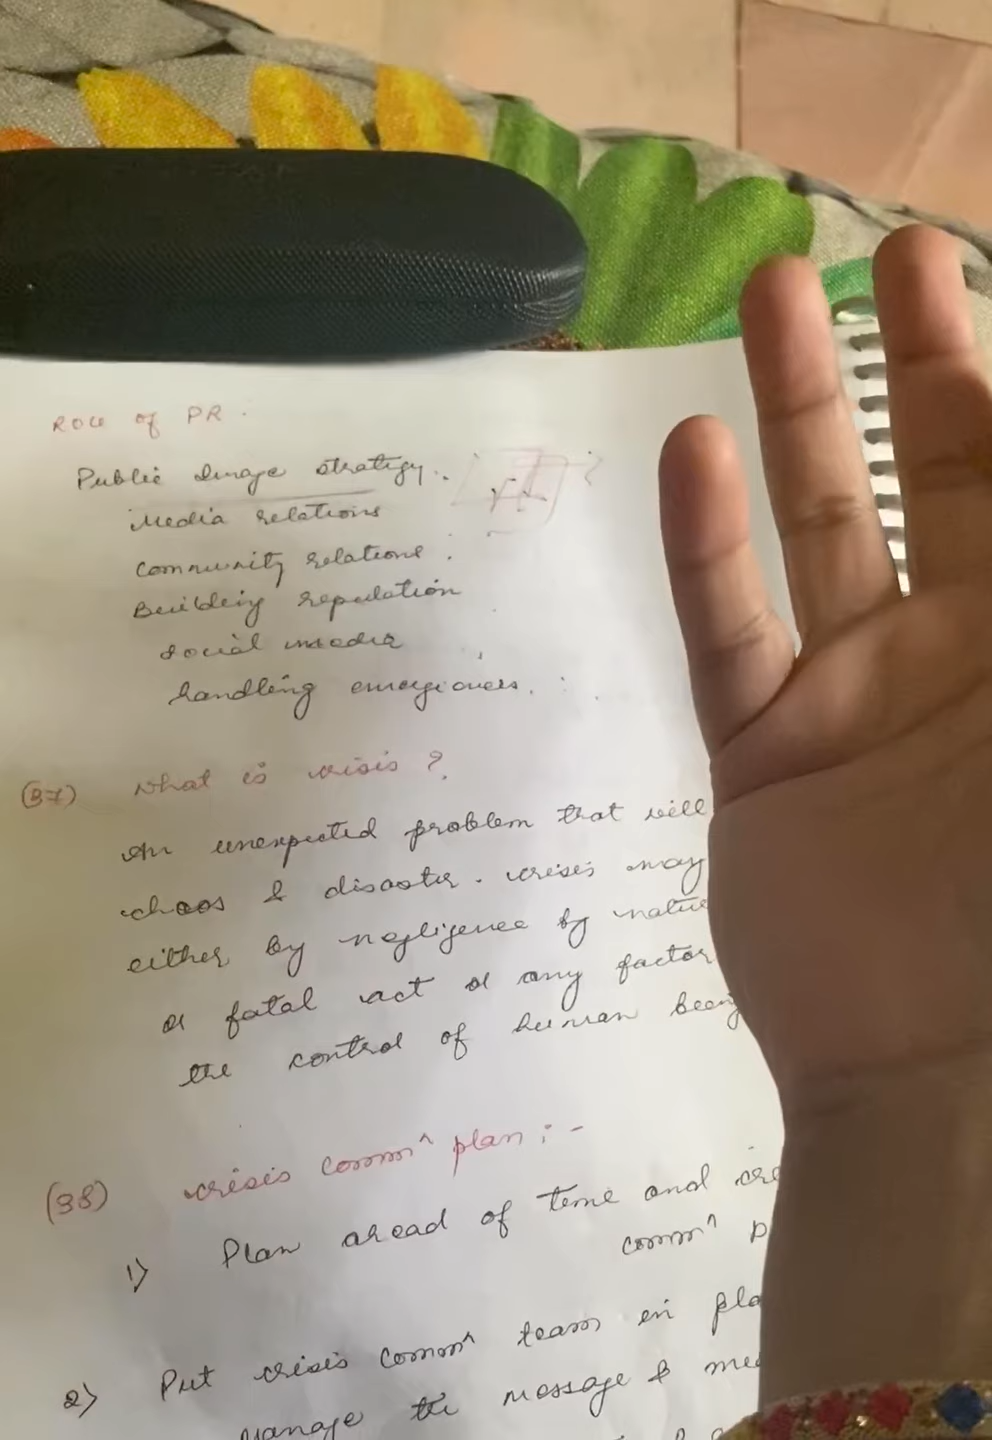 Role of PR.
Public Image strategy.
Media relations
community relations.
Building reputation
social media
handling
(37) What is crisis ?
An unexpected problem that will
chaos & disaster. crisis may
either by negligence by
or fatal act or any factor
the control of human being
(38) crisis commⁿ plan :-
1) Plan ahead of time and
commⁿ
2) Put crisis commⁿ team in
manage the message &